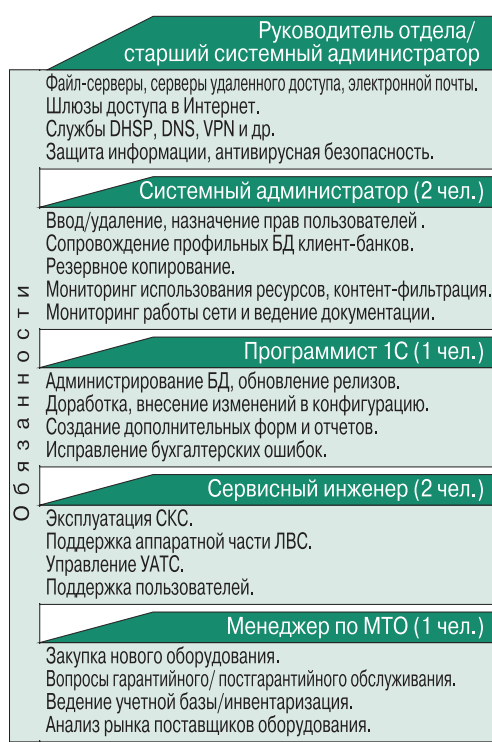 Руководитель отдела/
старший системный администратор
Файл-серверы, серверы удаленного доступа, электронной почты.
Шлюзы доступа в Интернет.
Службы DHSP, DNS, VPN и др.
Защита информации, антивирусная безопасность.
Системный администратор (2 чел.)
Ввод/удаление, назначение прав пользователей .
Сопровождение профильных БД клиент-банков.
Резервное копирование.
Мониторинг использования ресурсов, контент-фильтрация.
Мониторинг работы сети и ведение документации.
Программист 1С (1 чел.)
Администрирование БД, обновление релизов.
Доработка, внесение изменений в конфигурацию.
Создание дополнительных форм и отчетов.
Исправление бухгалтерских ошибок.
Сервисный инженер (2 чел.)
Эксплуатация СКС.
Поддержка аппаратной части ЛВС.
Управление УАТС.
Поддержка пользователей.
Менеджер по МТО (1 чел.)
Закупка нового оборудования.
Вопросы гарантийного/ постгарантийного обслуживания.
Ведение учетной базы/инвентаризация.
Анализ рынка поставщиков оборудования.
Обязанности